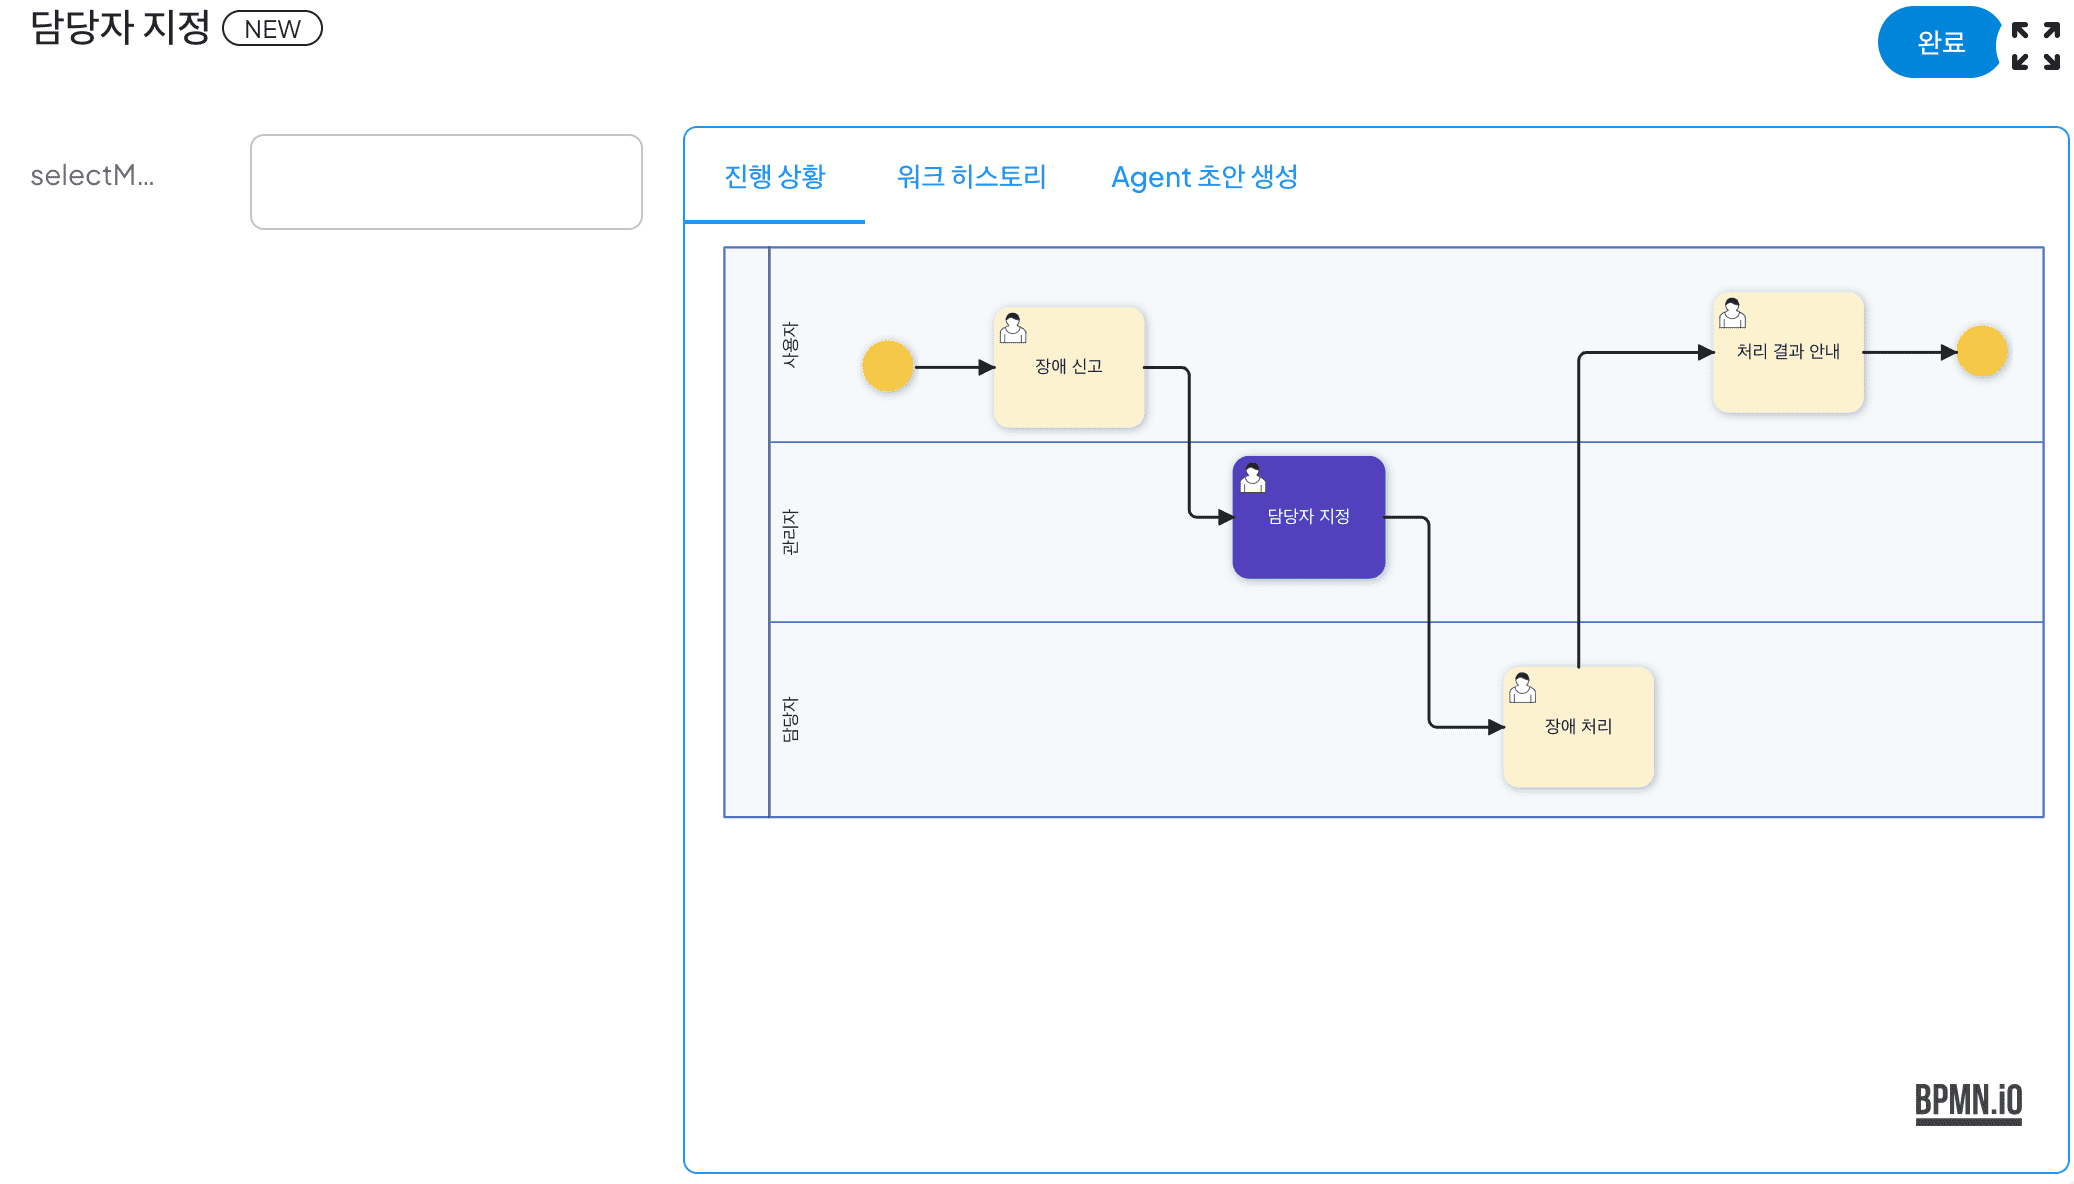 담당자 지정 NEW
완료
selectM...
진행 상황
워크 히스토리
Agent 초안 생성
사용자
장애 신고
처리 결과 안내
관리자
담당자 지정
담당자
장애 처리
BPMN.iO